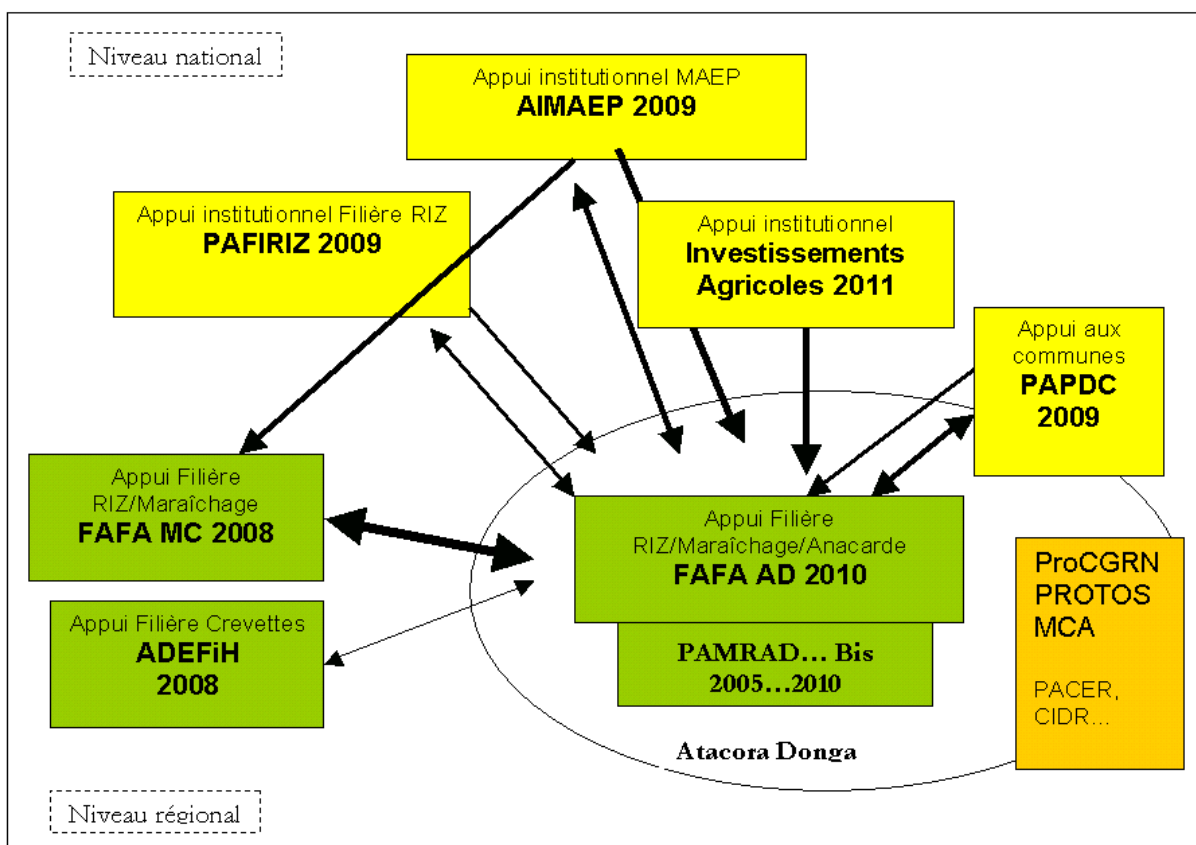 Niveau national
Appui institutionnel MAEP
AIMAEP 2009
Appui institutionnel Filière RIZ
PAFIRIZ 2009
Appui institutionnel
Investissements
Agricoles 2011
Appui aux
communes
PAPDC
2009
Appui Filière
RIZ/Maraîchage
FAFA MC 2008
Appui Filière
RIZ/Maraîchage/Anacarde
FAFA AD 2010
Appui Filière Crevettes
ADEFiH
2008
PAMRAD... Bis
2005...2010
ProCGRN
PROTOS
MCA
PACER,
CIDR...
Atacora Donga
Niveau régional